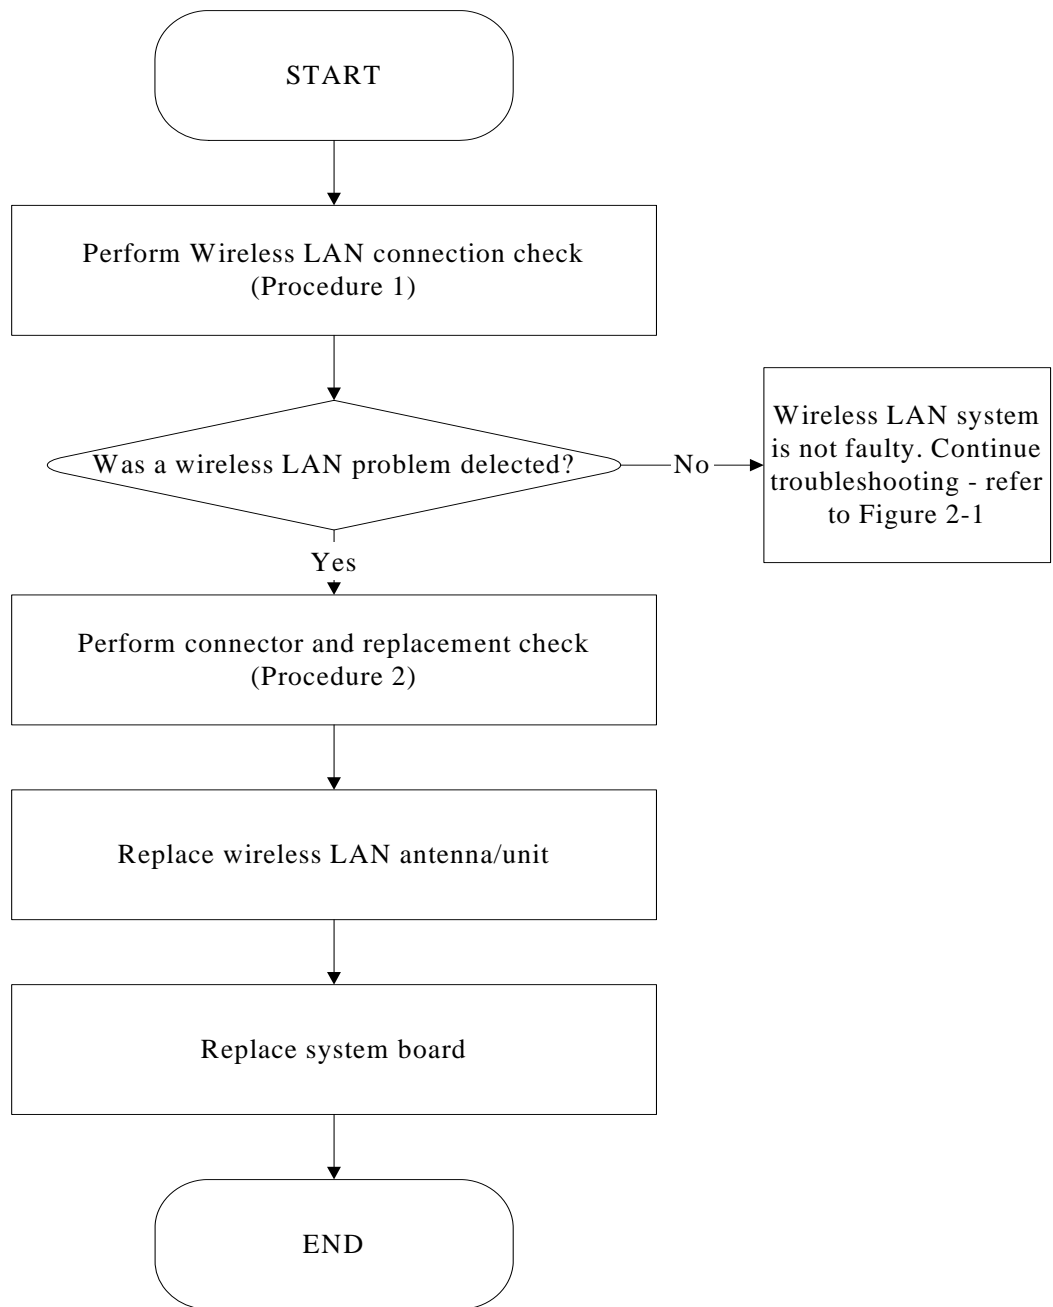 START
Perform Wireless LAN connection check
(Procedure 1)
Was a wireless LAN problem delected?
No
Wireless LAN system
is not faulty. Continue
troubleshooting - refer
to Figure 2-1
Yes
Perform connector and replacement check
(Procedure 2)
Replace wireless LAN antenna/unit
Replace system board
END